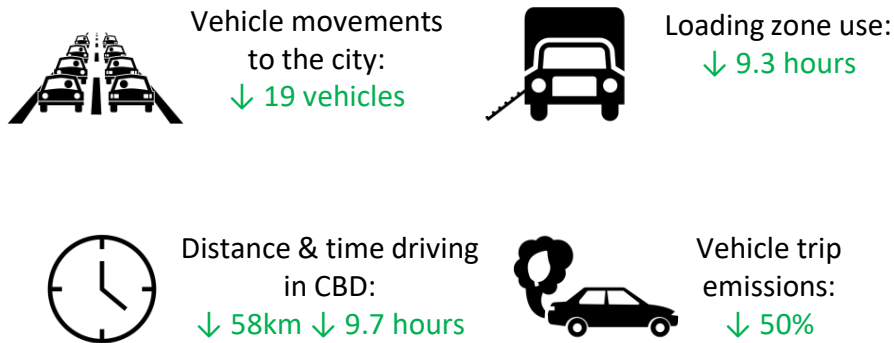 Vehicle movements
to the city:
↓ 19 vehicles
Loading zone use:
↓ 9.3 hours
Distance & time driving
in CBD:
↓ 58km ↓ 9.7 hours
Vehicle trip
emissions:
↓ 50%